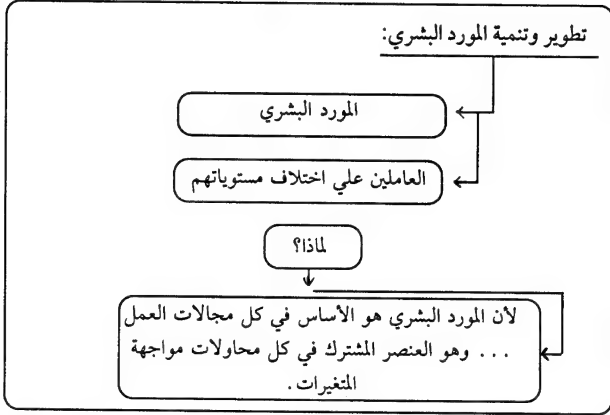 تطوير وتنمية المورد البشري:
المورد البشري
العاملين علي اختلاف مستوياتهم
لماذا؟
لأن المورد البشري هو الأساس في كل مجالات العمل
... وهو العنصر المشترك في كل محاولات مواجهة
المتغيرات.